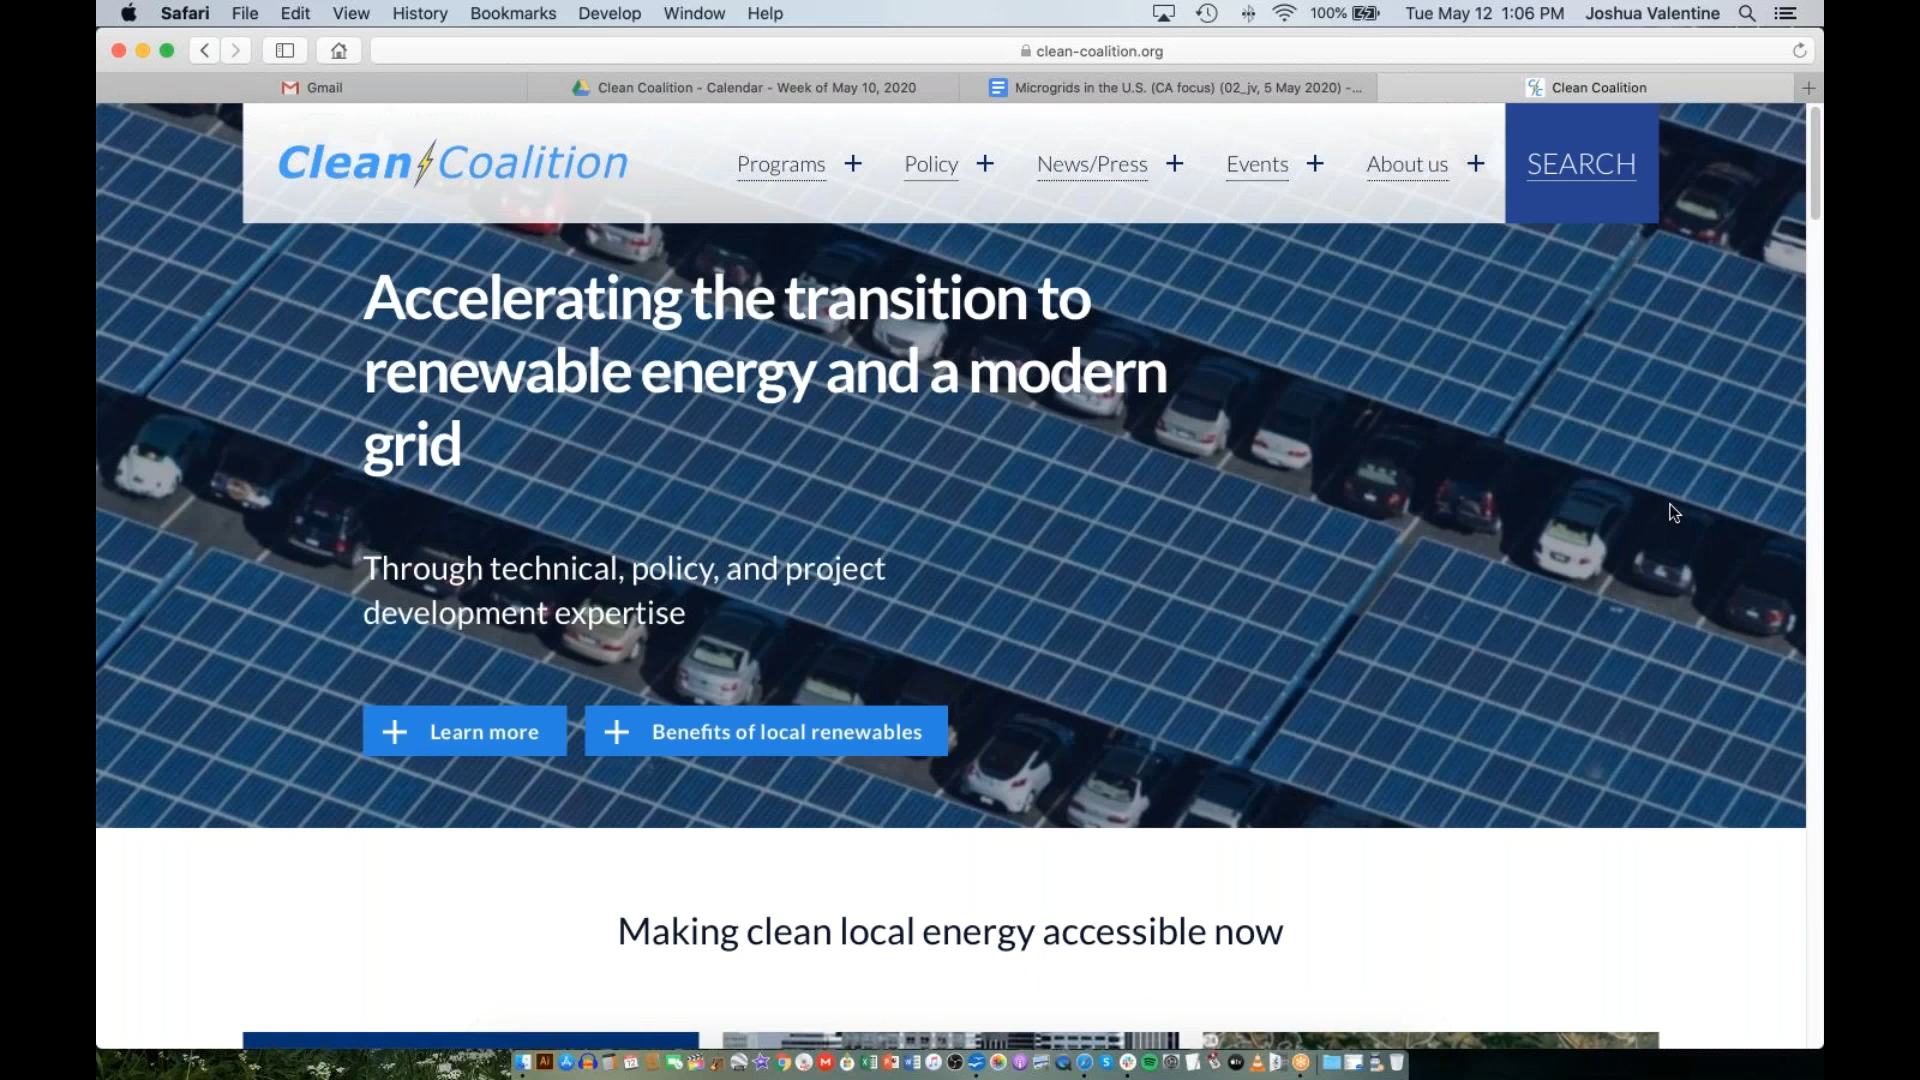 Safari File Edit View History Bookmarks Develop Window Help 100% Tue May 12 1:06 PM Joshua Valentine
clean-coalition.org
Gmail Clean Coalition - Calendar - Week of May 10, 2020 Microgrids in the U.S. (CA focus) (02_jv, 5 May 2020) -... Clean Coalition
Clean Coalition Programs + Policy + News/Press + Events + About us + SEARCH
Accelerating the transition to
renewable energy and a modern
grid
Through technical, policy, and project
development expertise
+ Learn more + Benefits of local renewables
Making clean local energy accessible now